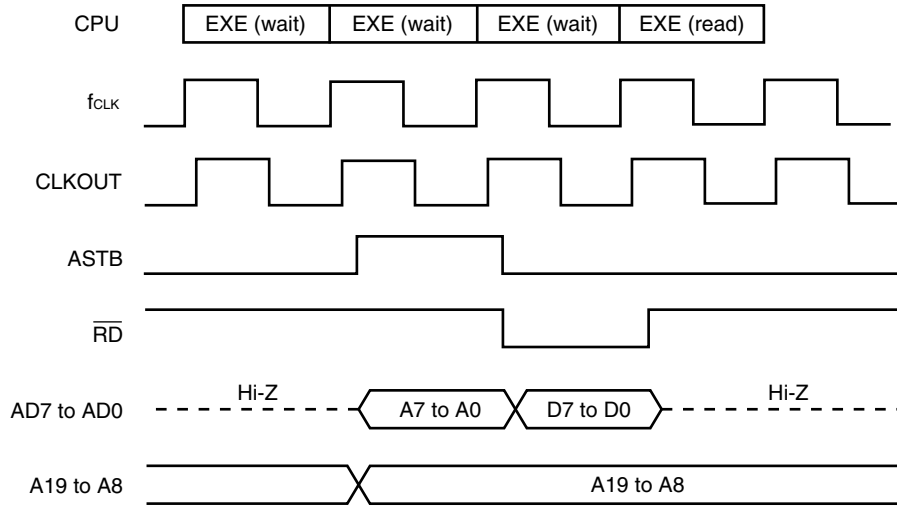 CPU EXE (wait) EXE (wait) EXE (wait) EXE (read)
fCLK
CLKOUT
ASTB
RD
Hi-Z Hi-Z
AD7 to AD0 A7 to A0 D7 to D0
A19 to A8 A19 to A8